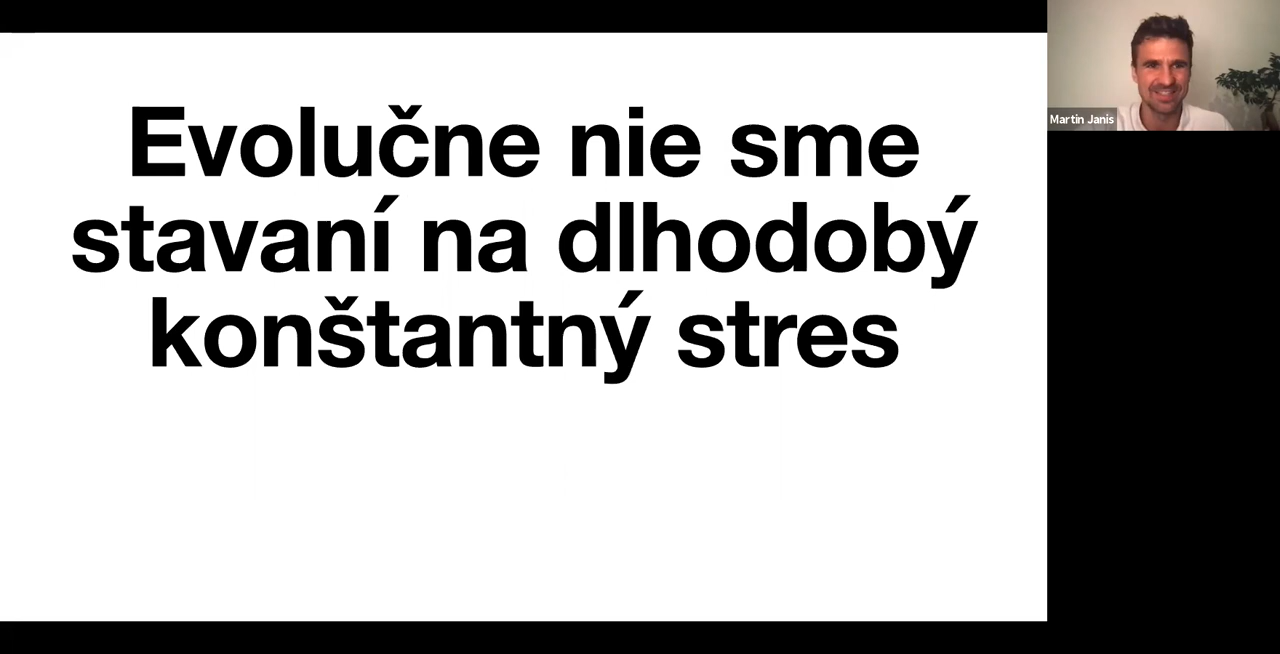 Evolučne nie sme
stavaní na dlhodobý
konštantný stres
Martin Janis